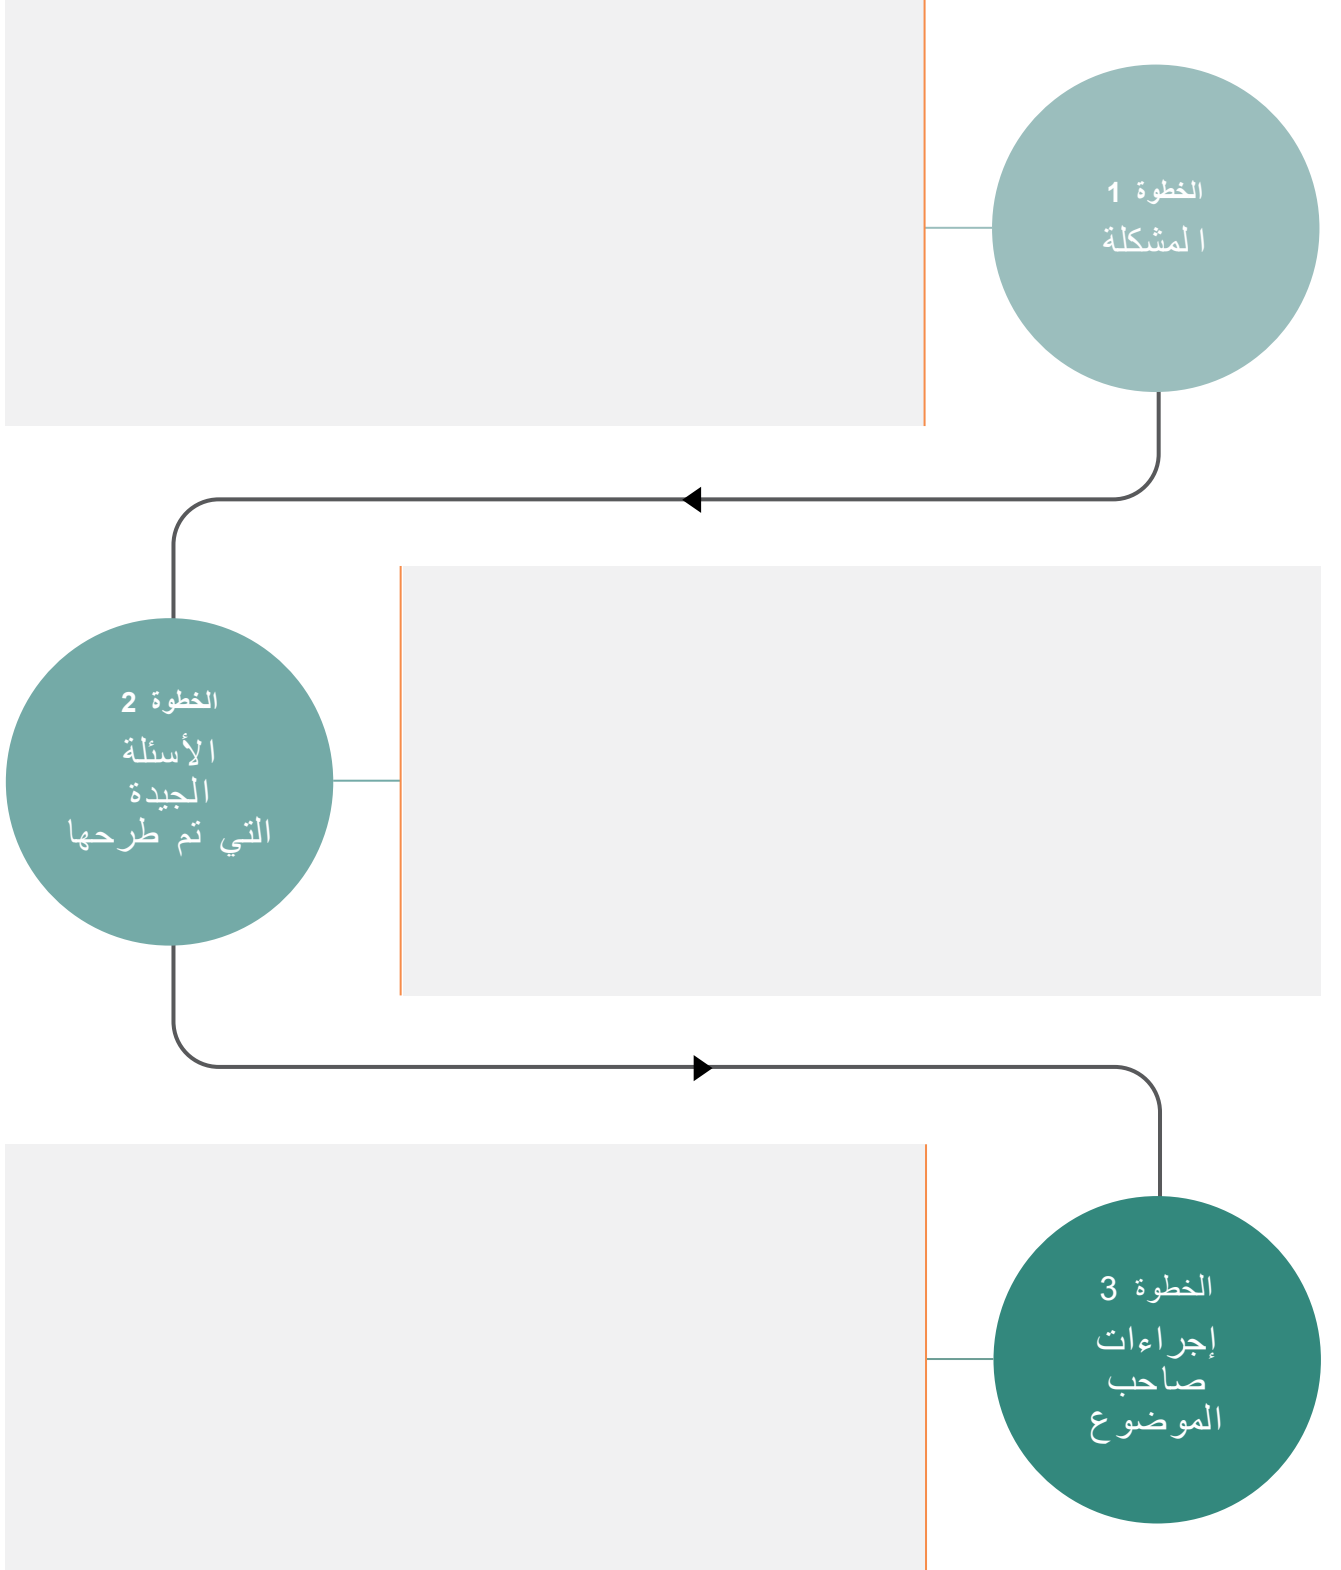 الخطوة 1
المشكلة
الخطوة 2
الأسئلة
الجيدة
التي تم طرحها
الخطوة 3
إجراءات
صاحب
الموضوع